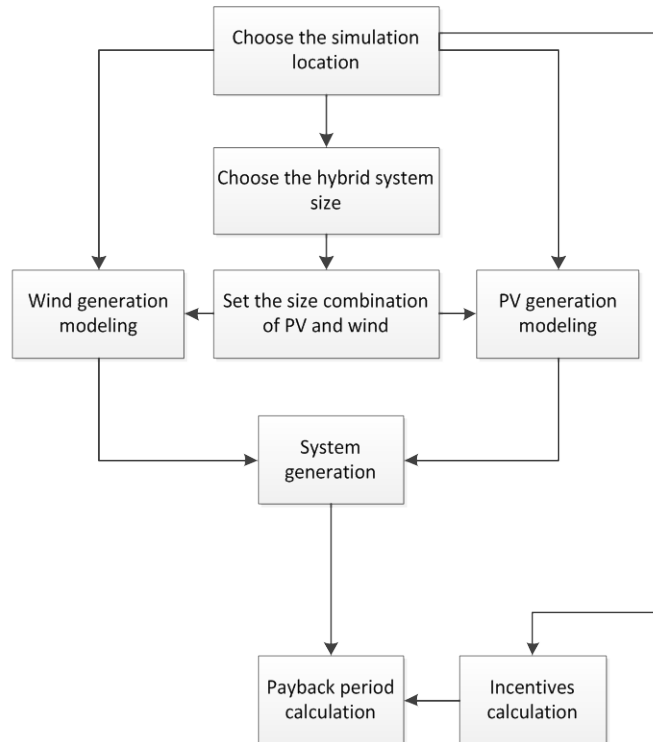 Choose the simulation
location
Choose the hybrid system
size
Wind generation
modeling
Set the size combination
of PV and wind
PV generation
modeling
System
generation
Payback period
calculation
Incentives
calculation